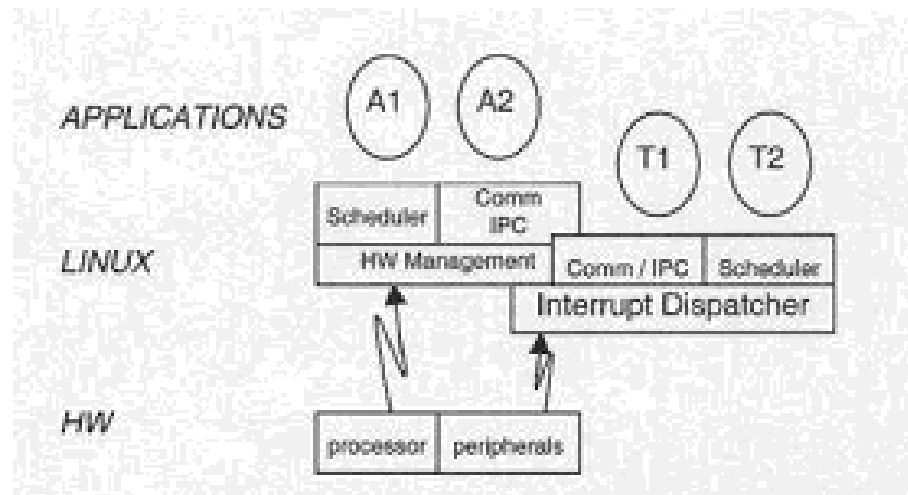 A1
A2
APPLICATIONS
T1
T2
Scheduler
Comm
IPC
LINUX
HW Management
Comm / IPC
Scheduler
Interrupt Dispatcher
HW
processor
peripherals